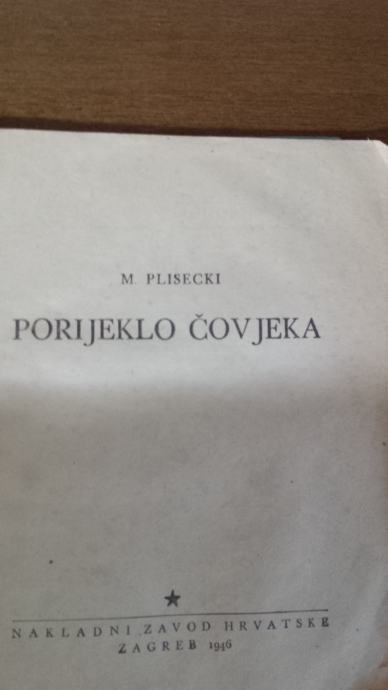 M. PLISECKI
PORIJEKLO ČOVJEKA
NAKLADNI ZAVOD HRVATSKE
ZAGREB 1946